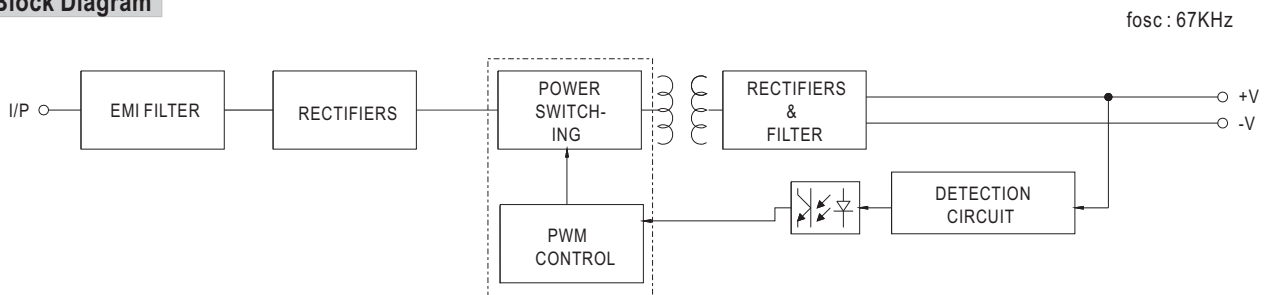 Block Diagram
fosc : 67KHz
I/P
EMI FILTER
RECTIFIERS
POWER
SWITCH-
ING
RECTIFIERS
&
FILTER
+V
-V
DETECTION
CIRCUIT
PWM
CONTROL